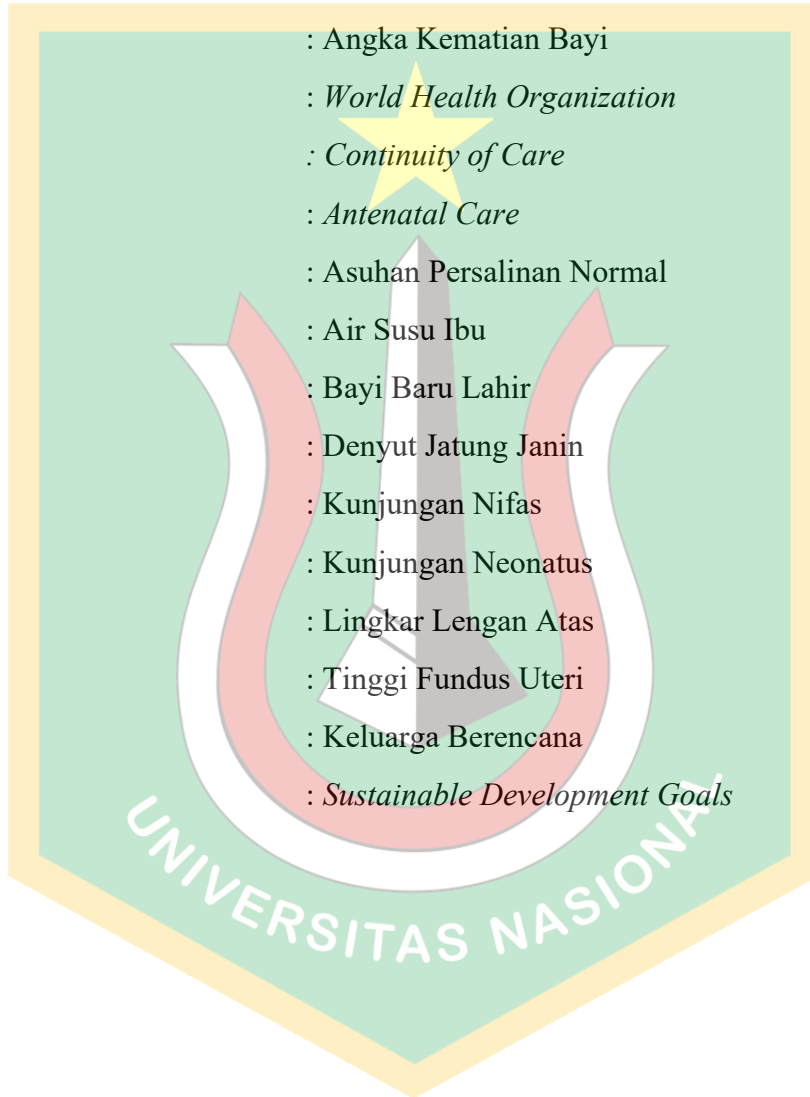 : Angka Kematian Bayi
: World Health Organization
: Continuity of Care
: Antenatal Care
: Asuhan Persalinan Normal
: Air Susu Ibu
: Bayi Baru Lahir
: Denyut Jatung Janin
: Kunjungan Nifas
: Kunjungan Neonatus
: Lingkar Lengan Atas
: Tinggi Fundus Uteri
: Keluarga Berencana
: Sustainable Development Goals
UNIVERSITAS NASIONAL